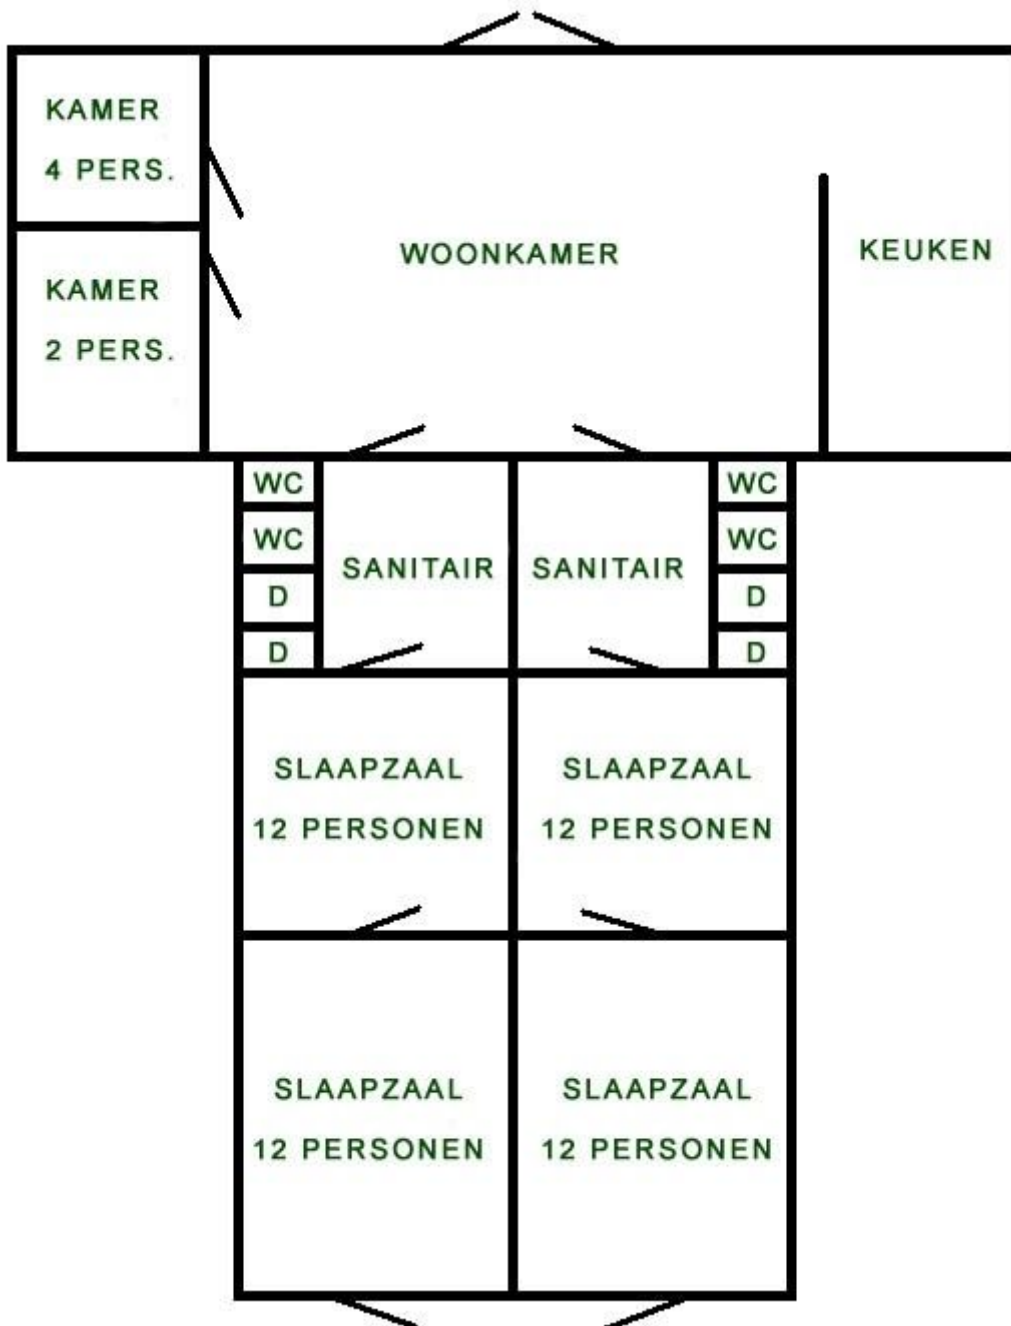 KAMER
4 PERS.
KAMER
2 PERS.
WOONKAMER
KEUKEN
WC
WC
D
D
SANITAIR
SANITAIR
WC
WC
D
D
SLAAPZAAL
12 PERSONEN
SLAAPZAAL
12 PERSONEN
SLAAPZAAL
12 PERSONEN
SLAAPZAAL
12 PERSONEN